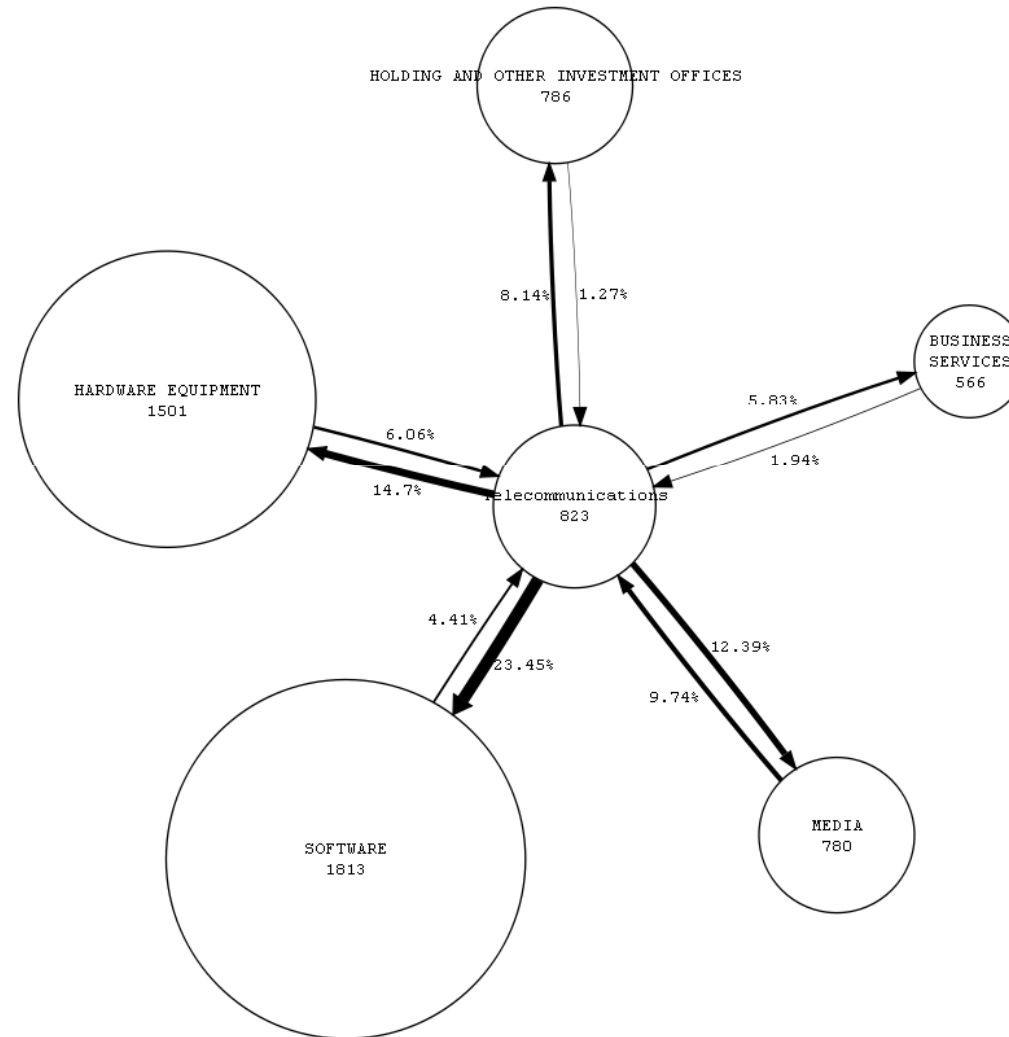 HOLDING AND OTHER INVESTMENT OFFICES
786
8.14%
1.27%
BUSINESS
SERVICES
566
HARDWARE EQUIPMENT
1501
5.83%
6.06%
1.94%
14.7%
Telecommunications
823
4.41%
23.45%
12.39%
9.74%
MEDIA
780
SOFTWARE
1813